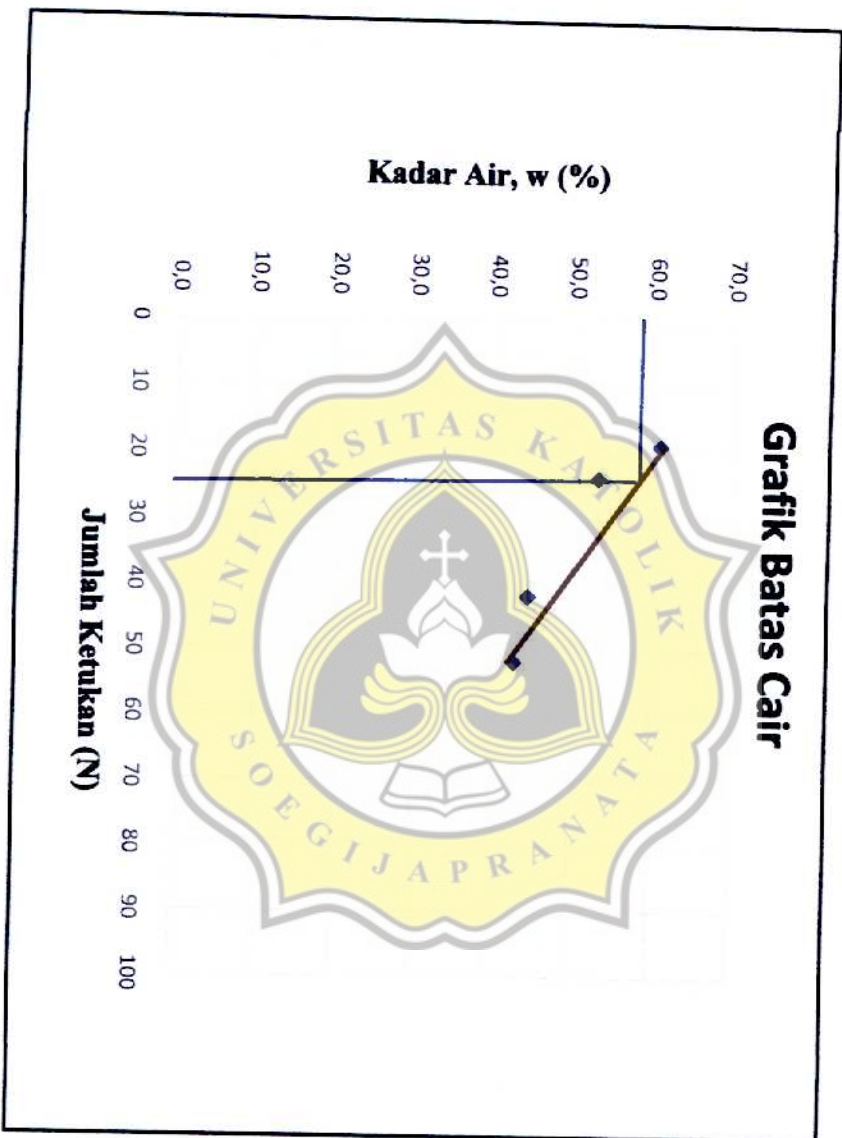 Grafik Batas Cair
Kadar Air, w (%)
70,0
60,0
50,0
40,0
30,0
20,0
10,0
0,0
0 10 20 30 40 50 60 70 80 90 100
Jumlah Ketukan (N)
UNIVERSITAS KATOLIK
SOEGIJAPRANATA